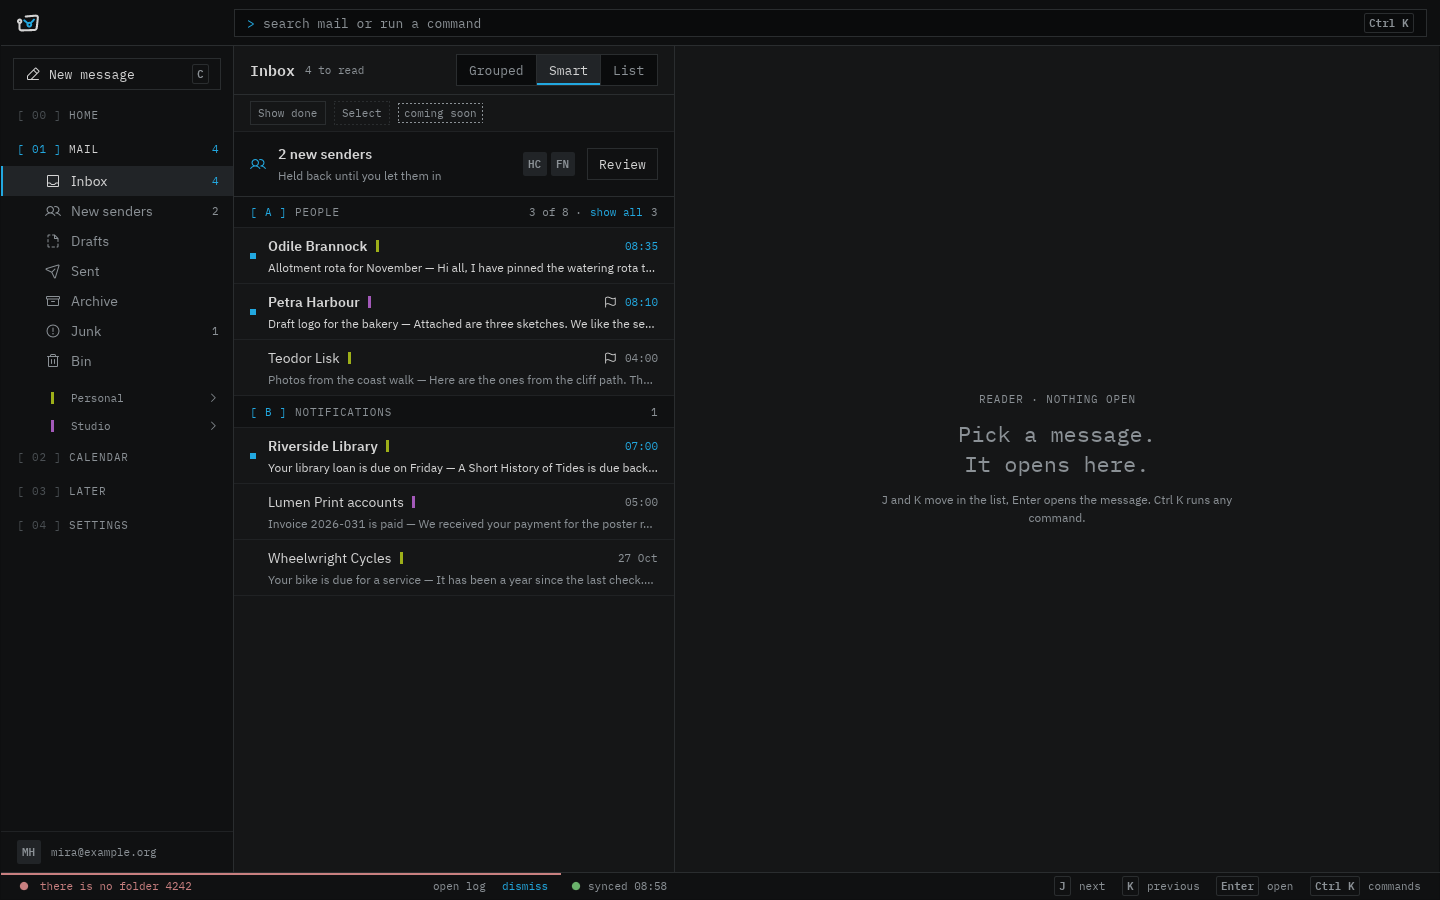 > search mail or run a command Ctrl K
New message C
[ 00 ] HOME
[ 01 ] MAIL 4
Inbox 4
New senders 2
Drafts
Sent
Archive
Junk 1
Bin
Personal
Studio
[ 02 ] CALENDAR
[ 03 ] LATER
[ 04 ] SETTINGS
MH mira@example.org
Inbox 4 to read Grouped Smart List
Show done Select coming soon
2 new senders
Held back until you let them in
HC FN Review
[ A ] PEOPLE 3 of 8 · show all 3
Odile Brannock 08:35
Allotment rota for November — Hi all, I have pinned the watering rota t...
Petra Harbour 08:10
Draft logo for the bakery — Attached are three sketches. We like the se...
Teodor Lisk 04:00
Photos from the coast walk — Here are the ones from the cliff path. Th...
[ B ] NOTIFICATIONS 1
Riverside Library 07:00
Your library loan is due on Friday — A Short History of Tides is due back...
Lumen Print accounts 05:00
Invoice 2026-031 is paid — We received your payment for the poster r...
Wheelwright Cycles 27 Oct
Your bike is due for a service — It has been a year since the last check....
READER · NOTHING OPEN
Pick a message.
It opens here.
J and K move in the list, Enter opens the message. Ctrl K runs any
command.
there is no folder 4242 open log dismiss synced 08:58 J next K previous Enter open Ctrl K commands